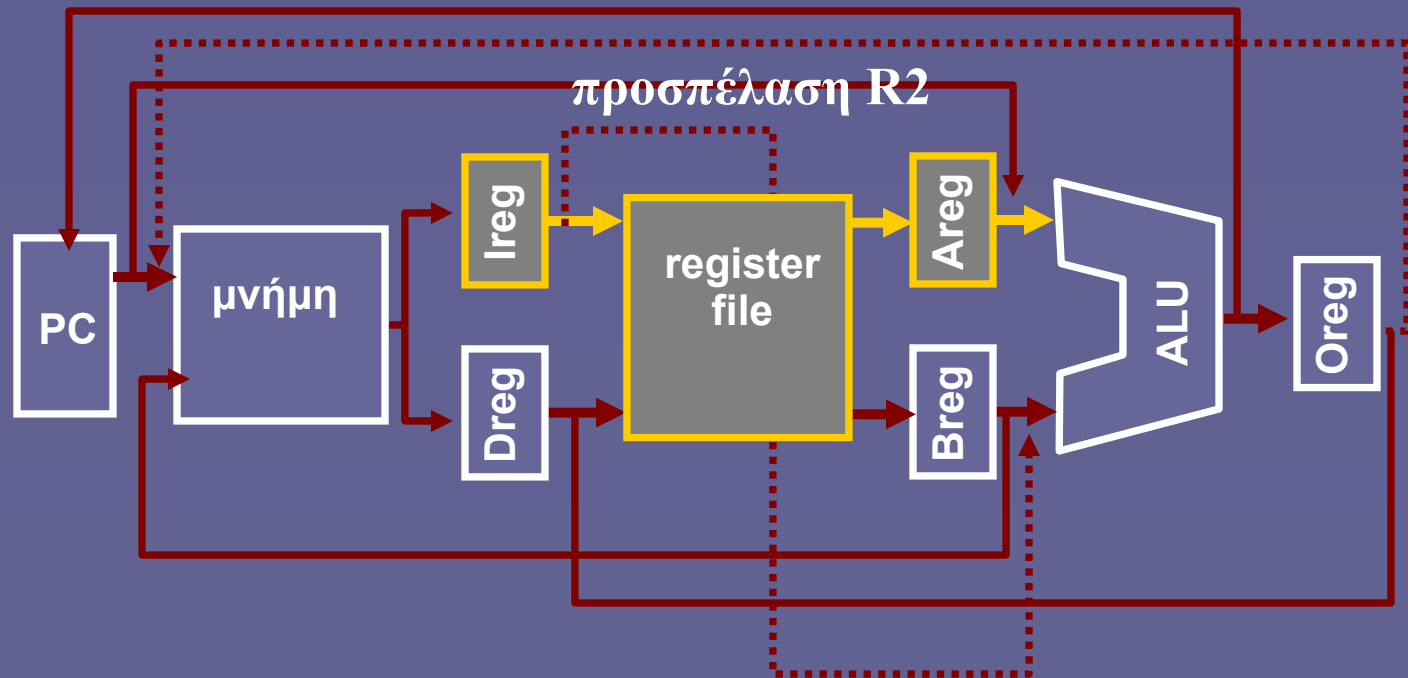 προσπέλαση R2
Ireg
Areg
PC
μνήμη
register
file
ALU
Oreg
Dreg
Breg